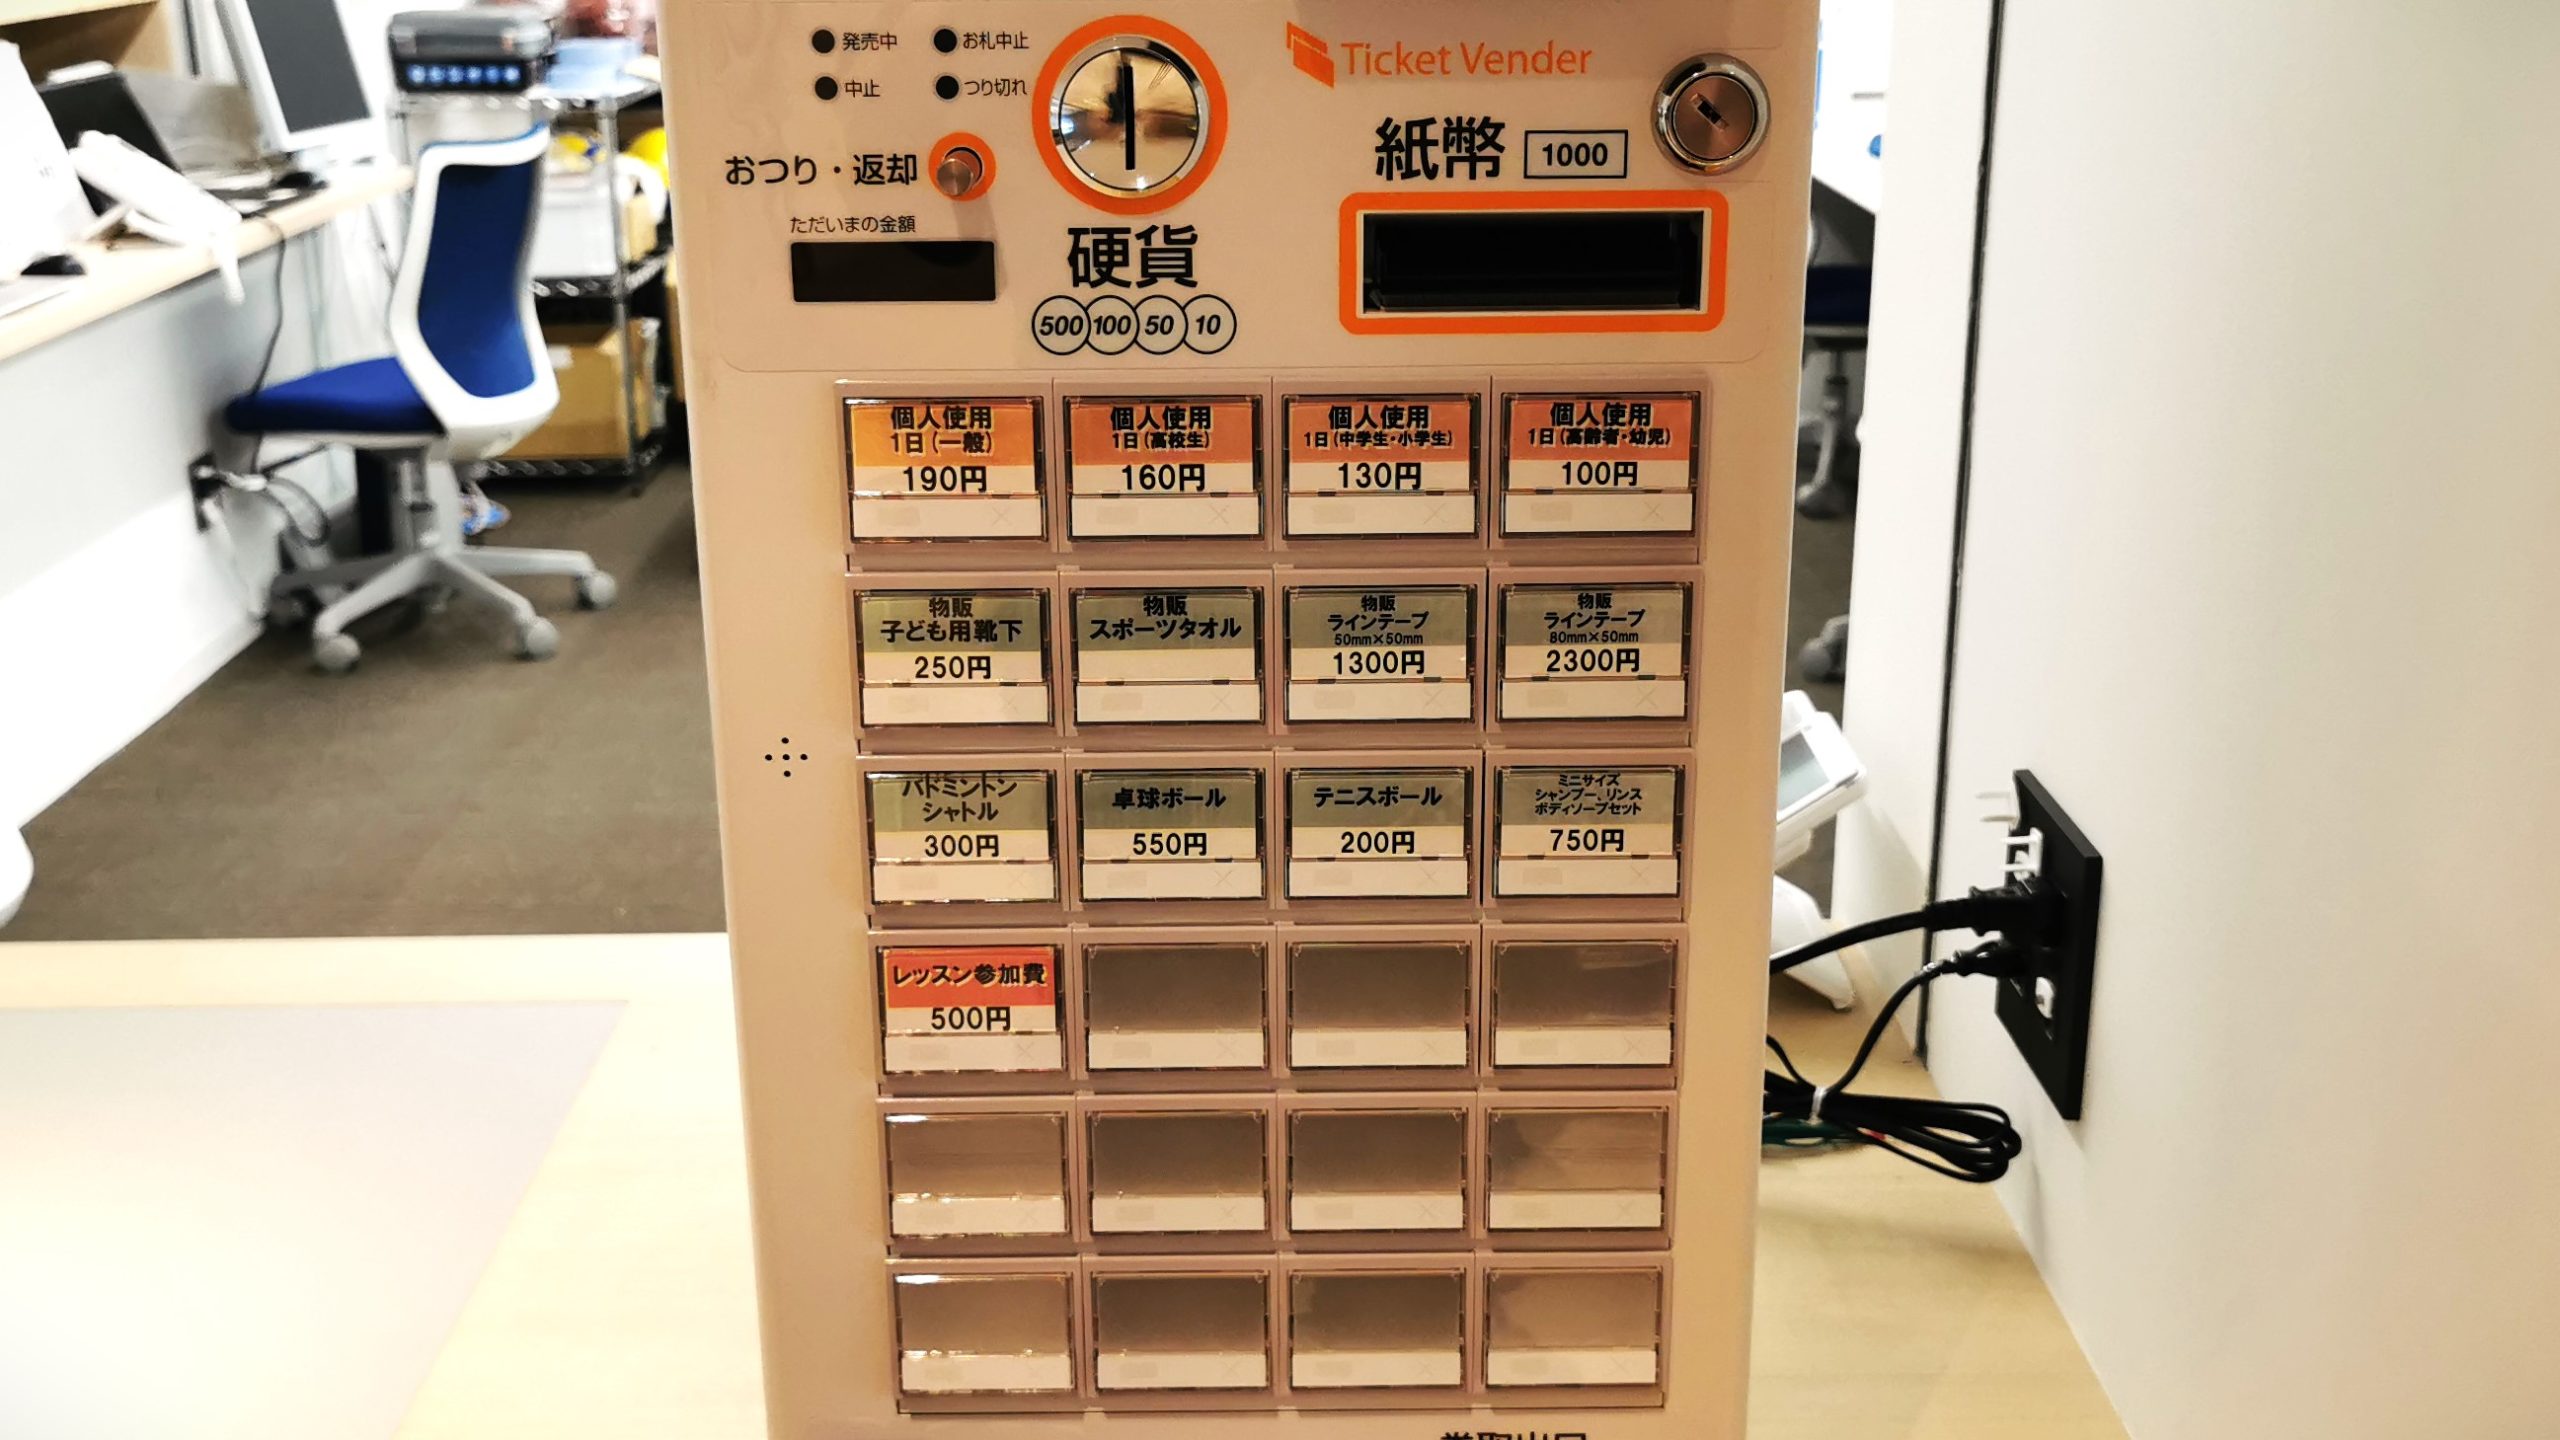 発売中
お札中止
中止
つり切れ
おつり・返却
ただいまの金額
硬貨
500 100 50 10
Ticket Vender
紙幣 1000
個人使用
1日(一般)
190円
個人使用
1日(高校生)
160円
個人使用
1日(中学生・小学生)
130円
個人使用
1日(高齢者・幼児)
100円
物販
子ども用靴下
250円
物販
スポーツタオル
物販
ラインテープ
50mm×50mm
1300円
物販
ラインテープ
80mm×50mm
2300円
バドミントン
シャトル
300円
卓球ボール
550円
テニスボール
200円
ミニサイズ
シャンプー、リンス
ボディソープセット
750円
レッスン参加費
500円